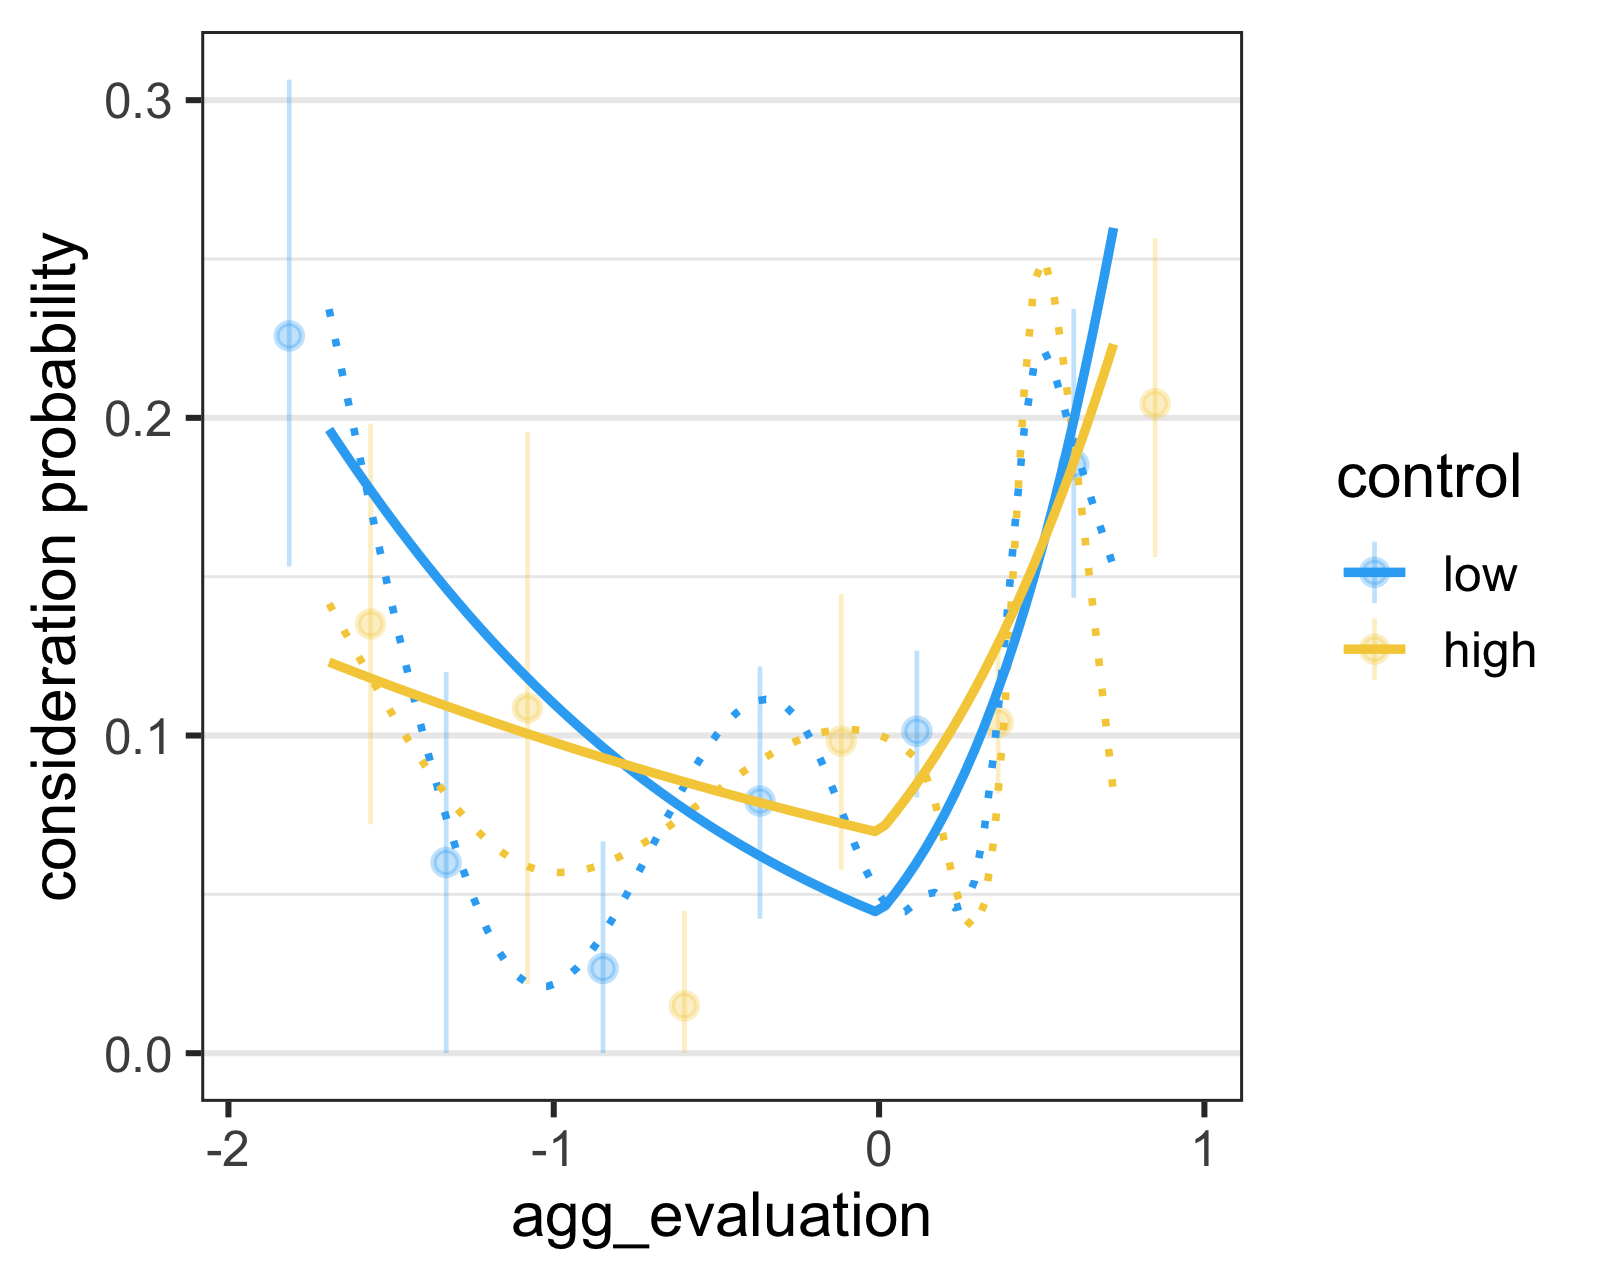 consideration probability
0.3
0.2
0.1
0.0
-2
-1
0
1
agg_evaluation
control
low
high